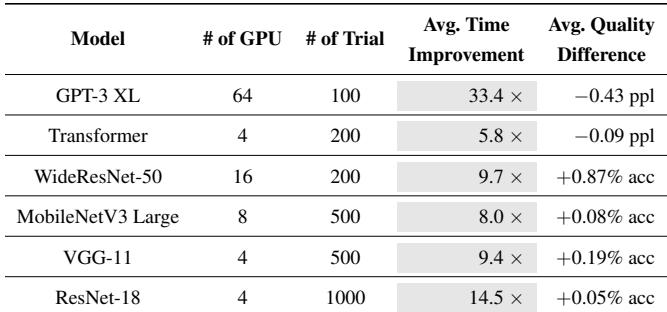 Model # of GPU # of Trial Avg. Time Improvement Avg. Quality Difference
GPT-3 XL 64 100 33.4 × −0.43 ppl
Transformer 4 200 5.8 × −0.09 ppl
WideResNet-50 16 200 9.7 × +0.87% acc
MobileNetV3 Large 8 500 8.0 × +0.08% acc
VGG-11 4 500 9.4 × +0.19% acc
ResNet-18 4 1000 14.5 × +0.05% acc